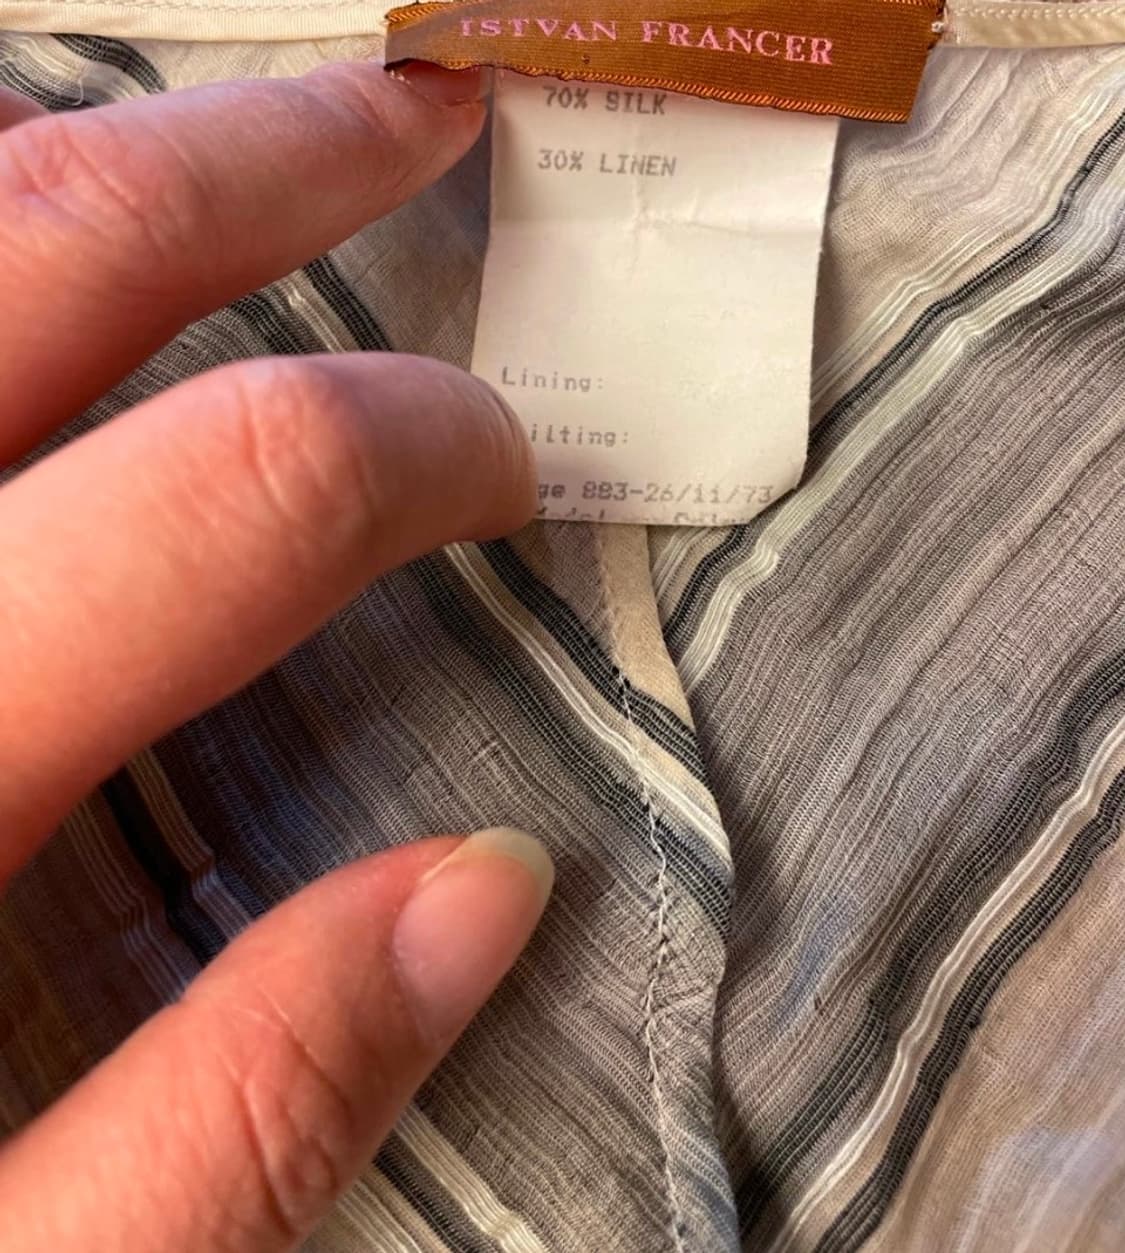 ISTVAN FRANCER
70% SILK
30% LINEN
Lining:
ilting:
ge 883-26/11/73